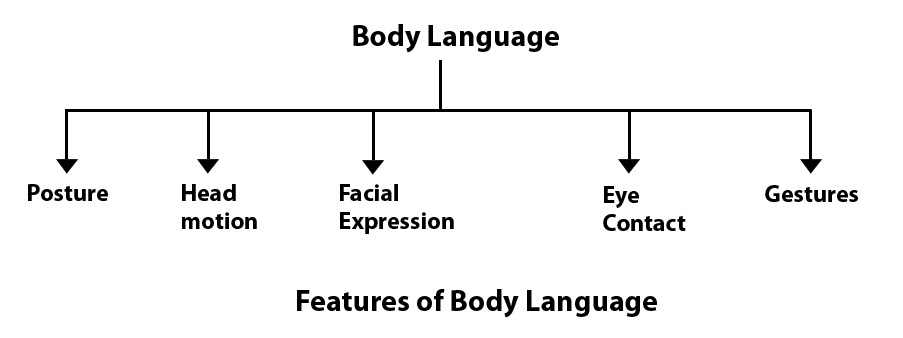 Body Language
Posture
Head
motion
Facial
Expression
Eye
Contact
Gestures
Features of Body Language